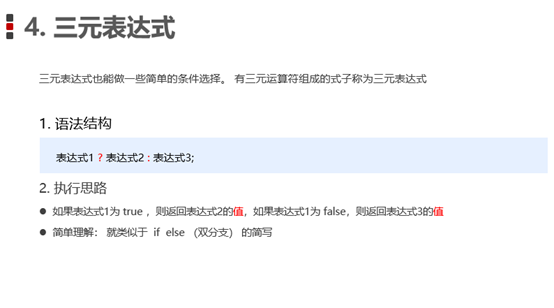 4. 三元表达式
三元表达式也能做一些简单的条件选择。 有三元运算符组成的式子称为三元表达式
1. 语法结构
表达式1 ? 表达式2 : 表达式3;
2. 执行思路
如果表达式1为 true ，则返回表达式2的值，如果表达式1为 false，则返回表达式3的值
简单理解： 就类似于 if else （双分支） 的简写